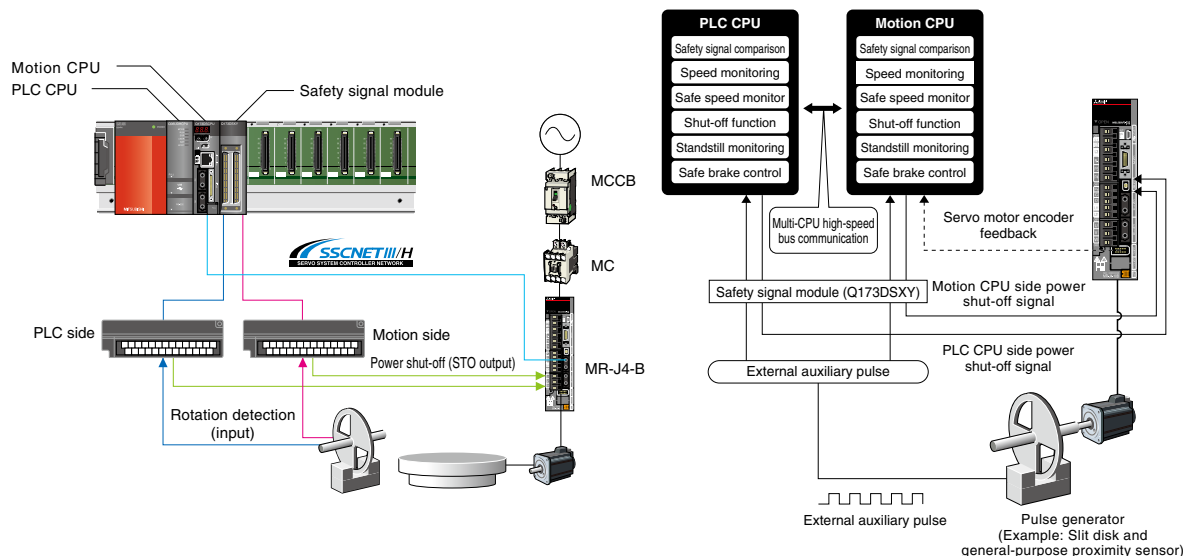 Motion CPU
PLC CPU
Safety signal module
MITSUBISHI
SSCNETIII/H
SERVO SYSTEM CONTROLLER NETWORK
MCCB
MC
PLC side
Motion side
Power shut-off (STO output)
MR-J4-B
Rotation detection
(input)
PLC CPU
Safety signal comparison
Speed monitoring
Safe speed monitor
Shut-off function
Standstill monitoring
Safe brake control
Motion CPU
Safety signal comparison
Speed monitoring
Safe speed monitor
Shut-off function
Standstill monitoring
Safe brake control
Multi-CPU high-speed
bus communication
Servo motor encoder
feedback
Safety signal module (Q173DSXY)
Motion CPU side power
shut-off signal
PLC CPU side power
shut-off signal
External auxiliary pulse
External auxiliary pulse
Pulse generator
(Example: Slit disk and
general-purpose proximity sensor)